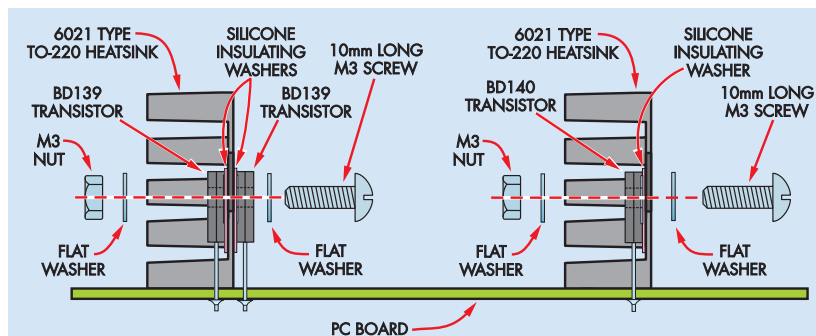 6021 TYPE
TO-220 HEATSINK
SILICONE
INSULATING
WASHERS
10mm LONG
M3 SCREW
BD139
TRANSISTOR
BD139
TRANSISTOR
M3
NUT
FLAT
WASHER
FLAT
WASHER
6021 TYPE
TO-220 HEATSINK
SILICONE
INSULATING
WASHER
BD140
TRANSISTOR
10mm LONG
M3 SCREW
M3
NUT
FLAT
WASHER
FLAT
WASHER
PC BOARD